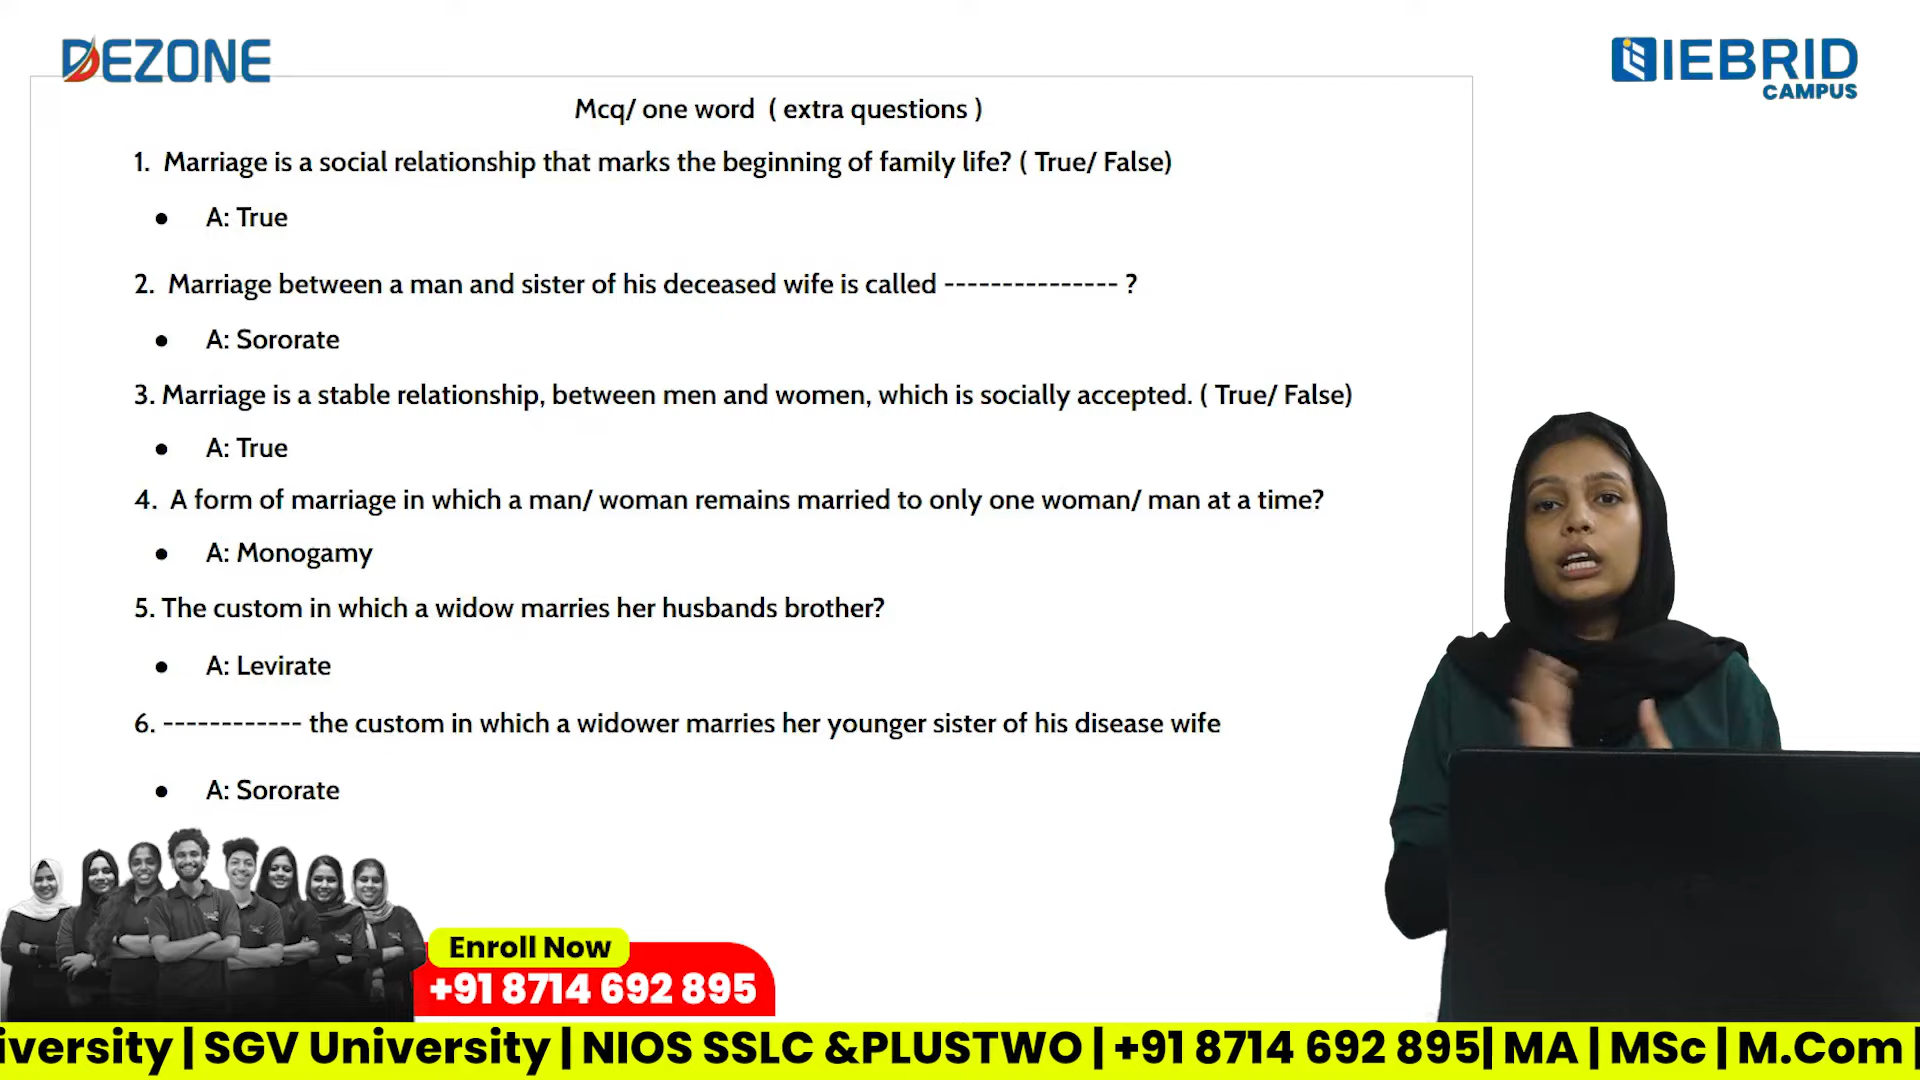 DEZONE
IEBRID
CAMPUS
Mcq/ one word ( extra questions )
1. Marriage is a social relationship that marks the beginning of family life? ( True/ False)
● A: True
2. Marriage between a man and sister of his deceased wife is called --------------- ?
● A: Sororate
3. Marriage is a stable relationship, between men and women, which is socially accepted. ( True/ False)
● A: True
4. A form of marriage in which a man/ woman remains married to only one woman/ man at a time?
● A: Monogamy
5. The custom in which a widow marries her husbands brother?
● A: Levirate
6. ------------ the custom in which a widower marries her younger sister of his disease wife
● A: Sororate
Enroll Now
+91 8714 692 895
iversity | SGV University | NIOS SSLC &PLUSTWO | +91 8714 692 895| MA | MSc | M.Com |